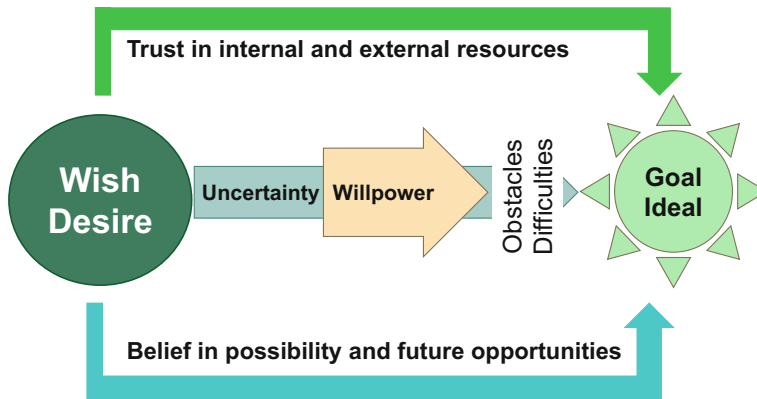 Trust in internal and external resources
Wish
Desire
Uncertainty
Willpower
Obstacles
Difficulties
Goal
Ideal
Belief in possibility and future opportunities